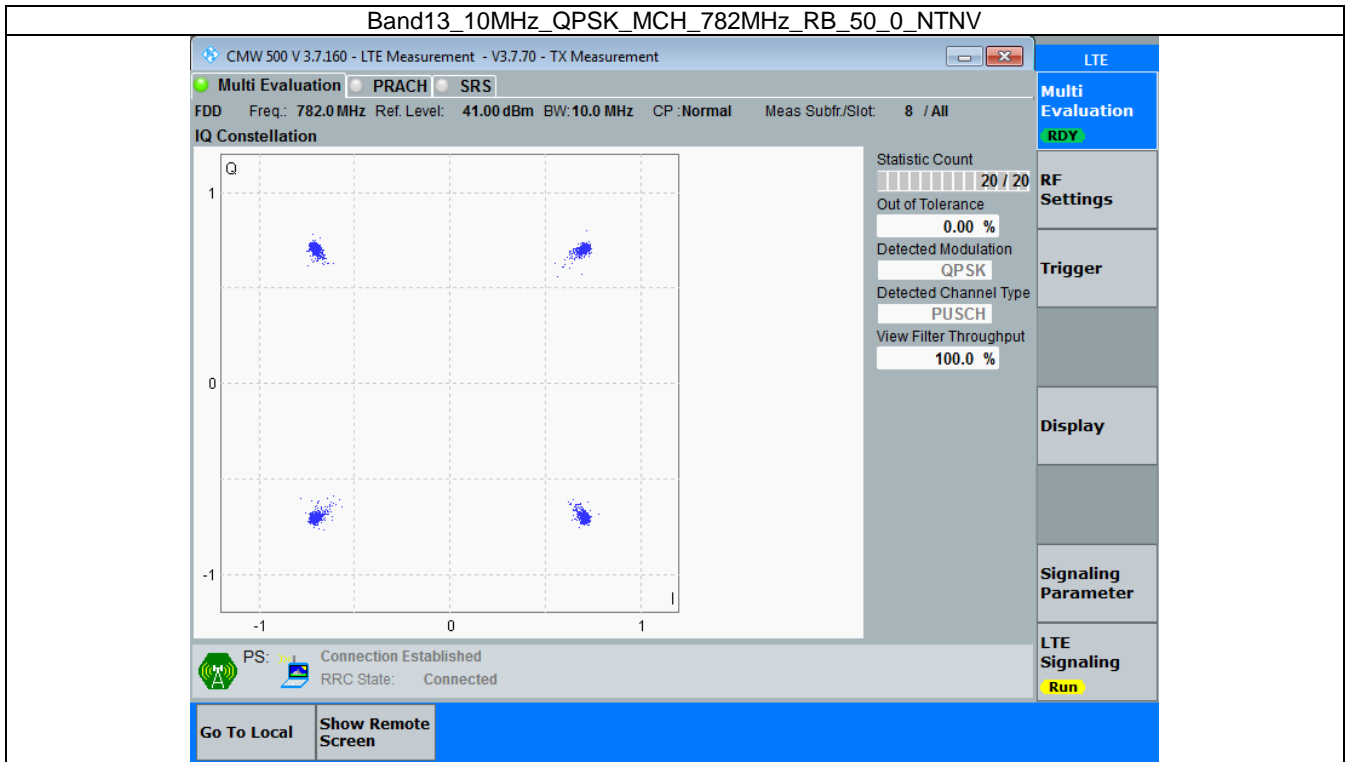 Band13_10MHz_QPSK_MCH_782MHz_RB_50_0_NTNV
CMW 500 V 3.7.160 - LTE Measurement - V3.7.70 - TX Measurement
LTE
Multi Evaluation PRACH SRS
FDD Freq.: 782.0 MHz Ref. Level: 41.00 dBm BW: 10.0 MHz CP : Normal Meas Subfr./Slot: 8 / All
IQ Constellation
Q
1
0
-1
I
-1 0 1
Statistic Count
20 / 20
Out of Tolerance
0.00 %
Detected Modulation
QPSK
Detected Channel Type
PUSCH
View Filter Throughput
100.0 %
Multi
Evaluation
RDY
RF
Settings
Trigger
Display
Signaling
Parameter
LTE
Signaling
Run
PS: Connection Established
RRC State: Connected
Go To Local
Show Remote
Screen